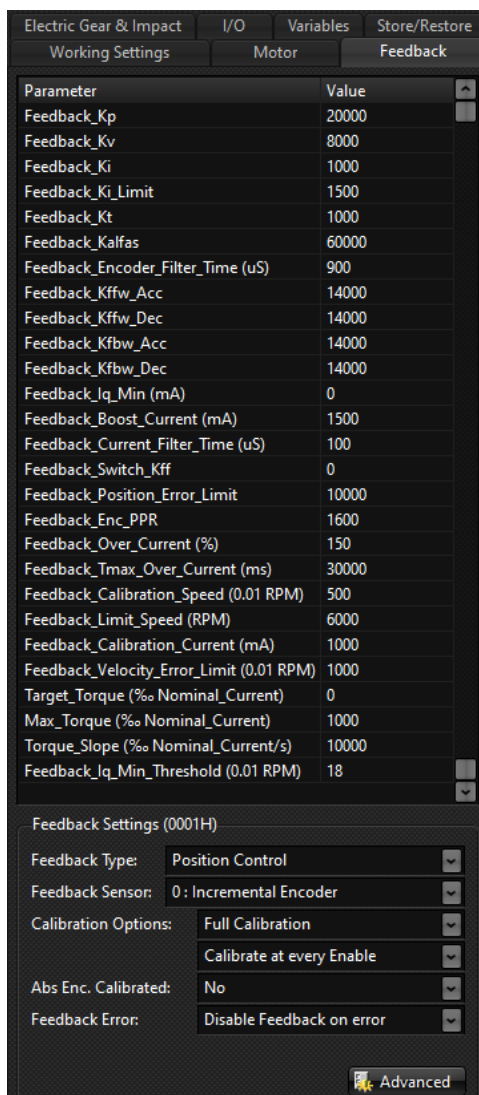 Electric Gear & Impact I/O Variables Store/Restore
Working Settings Motor Feedback
Parameter Value
Feedback_Kp 20000
Feedback_Kv 8000
Feedback_Ki 1000
Feedback_Ki_Limit 1500
Feedback_Kt 1000
Feedback_Kalfas 60000
Feedback_Encoder_Filter_Time (uS) 900
Feedback_Kffw_Acc 14000
Feedback_Kffw_Dec 14000
Feedback_Kfbw_Acc 14000
Feedback_Kfbw_Dec 14000
Feedback_Iq_Min (mA) 0
Feedback_Boost_Current (mA) 1500
Feedback_Current_Filter_Time (uS) 100
Feedback_Switch_Kff 0
Feedback_Position_Error_Limit 10000
Feedback_Enc_PPR 1600
Feedback_Over_Current (%) 150
Feedback_Tmax_Over_Current (ms) 30000
Feedback_Calibration_Speed (0.01 RPM) 500
Feedback_Limit_Speed (RPM) 6000
Feedback_Calibration_Current (mA) 1000
Feedback_Velocity_Error_Limit (0.01 RPM) 1000
Target_Torque (‰ Nominal_Current) 0
Max_Torque (‰ Nominal_Current) 1000
Torque_Slope (‰ Nominal_Current/s) 10000
Feedback_Iq_Min_Threshold (0.01 RPM) 18
Feedback Settings (0001H)
Feedback Type: Position Control
Feedback Sensor: 0 : Incremental Encoder
Calibration Options: Full Calibration
Calibrate at every Enable
Abs Enc. Calibrated: No
Feedback Error: Disable Feedback on error
Advanced